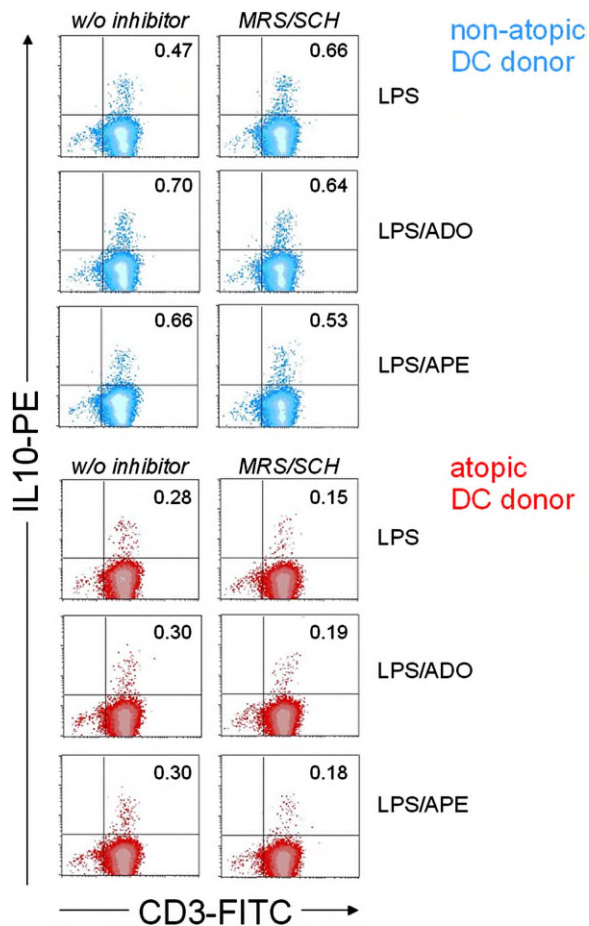 w/o inhibitor MRS/SCH
non-atopic
DC donor
0.47 0.66
LPS
0.70 0.64
LPS/ADO
0.66 0.53
LPS/APE
IL10-PE
w/o inhibitor MRS/SCH
atopic
DC donor
0.28 0.15
LPS
0.30 0.19
LPS/ADO
0.30 0.18
LPS/APE
CD3-FITC